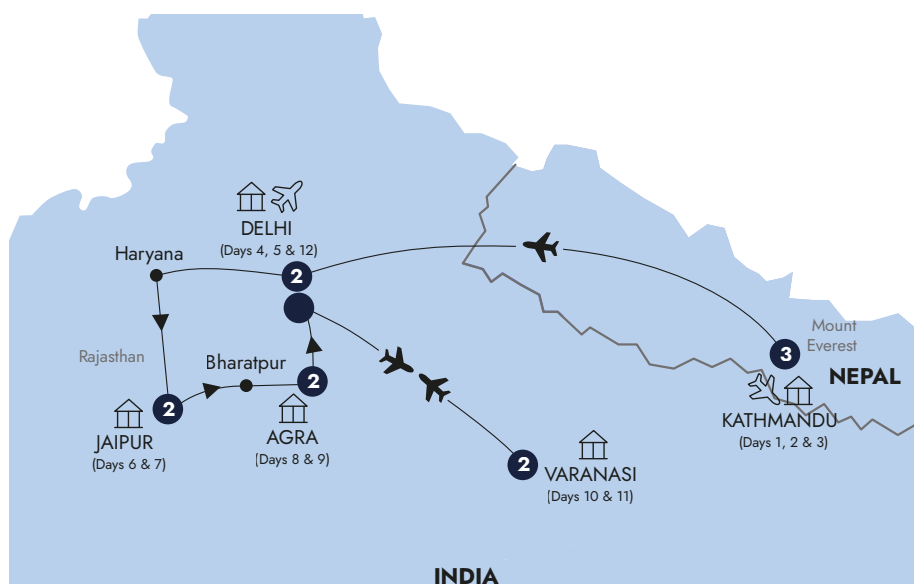 DELHI
(Days 4, 5 & 12)
Haryana
2
Mount
Everest
Rajasthan
3
Bharatpur
NEPAL
2
2
KATHMANDU
JAIPUR
(Days 6 & 7)
AGRA
(Days 8 & 9)
(Days 1, 2 & 3)
2
VARANASI
(Days 10 & 11)
INDIA